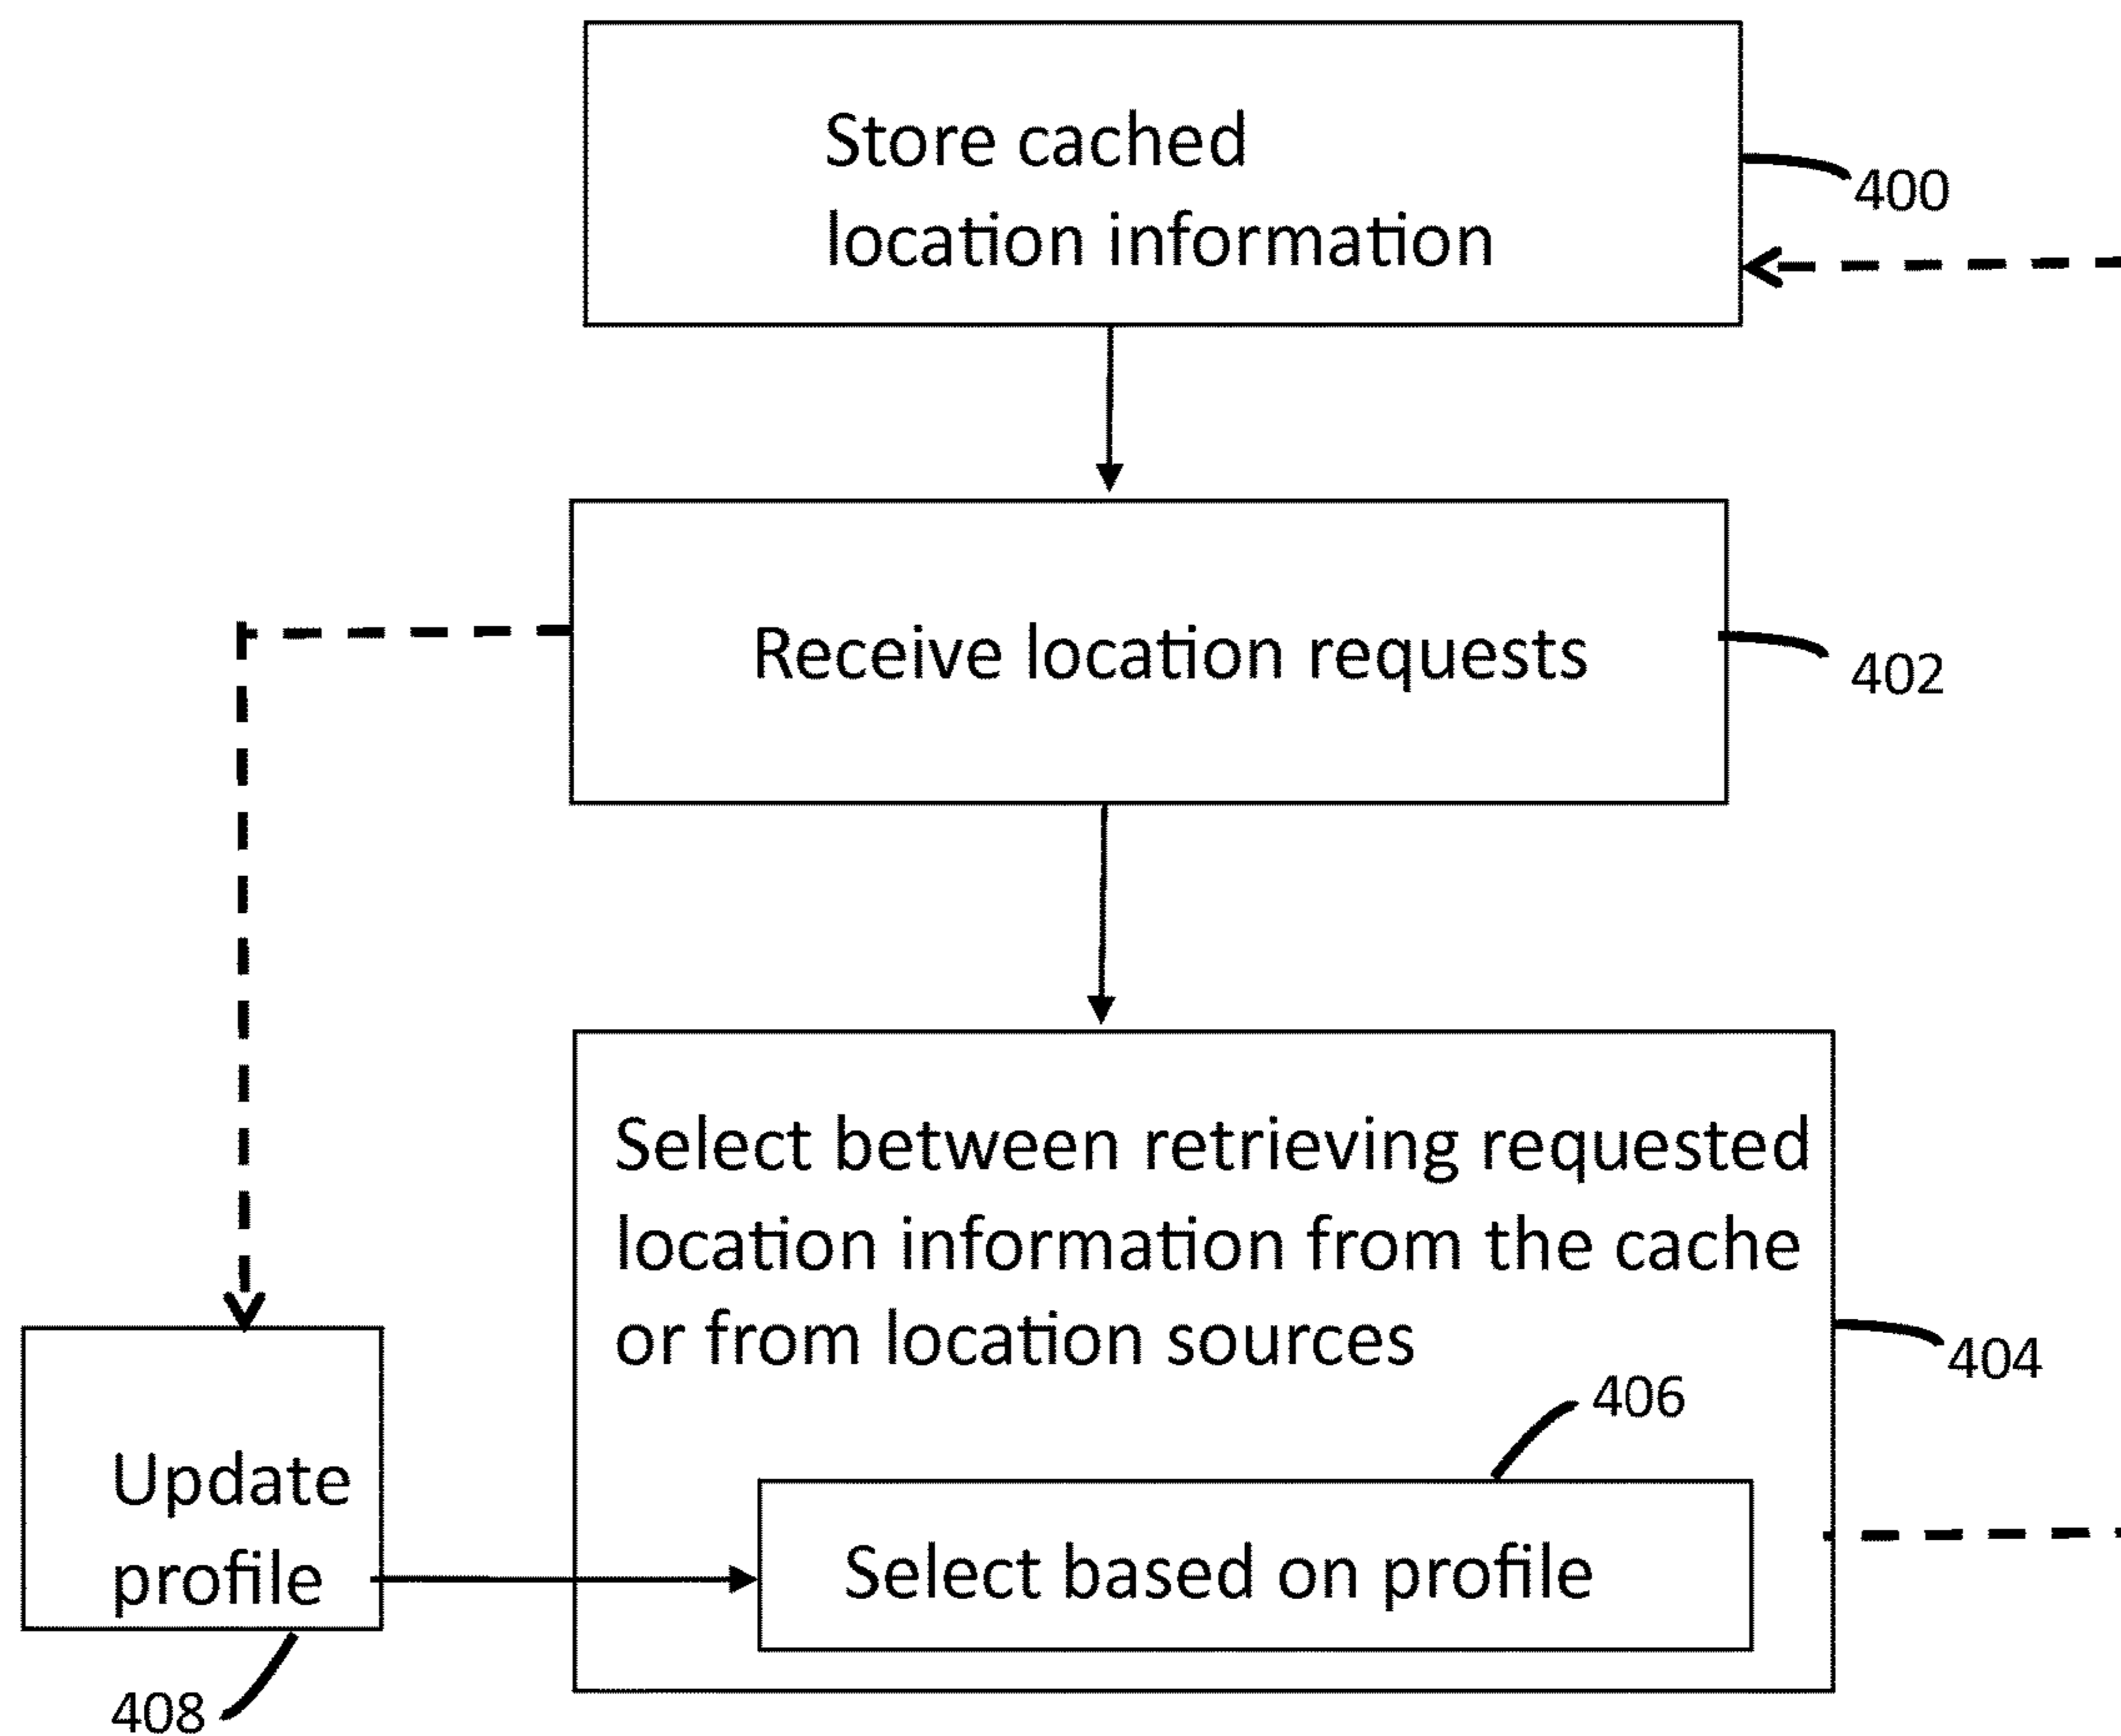 Store cached
location information
400
Receive location requests
402
Select between retrieving requested
location information from the cache
or from location sources
404
406
Select based on profile
Update
profile
408